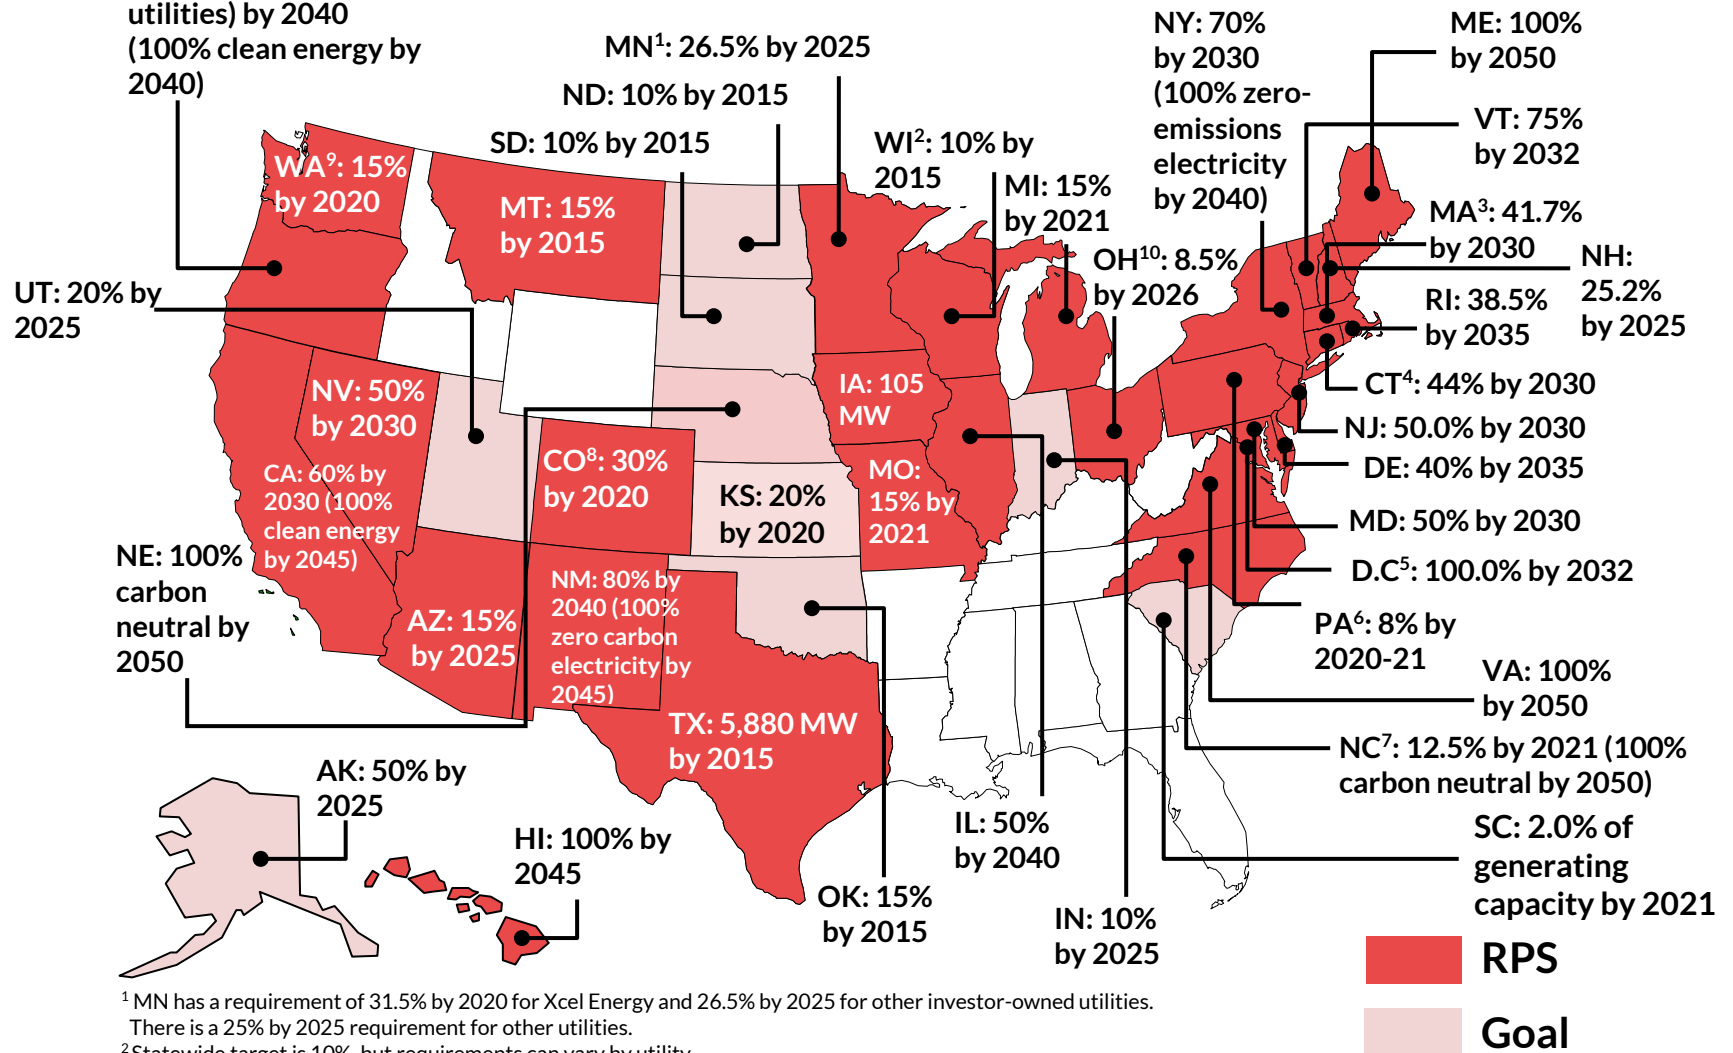 utilities) by 2040
(100% clean energy by
2040)
MN¹: 26.5% by 2025
ND: 10% by 2015
SD: 10% by 2015
WI²: 10% by
2015
MI: 15%
by 2021
NY: 70%
by 2030
(100% zero-
emissions
electricity
by 2040)
ME: 100%
by 2050
VT: 75%
by 2032
MA³: 41.7%
by 2030
NH:
25.2%
by 2025
OH¹⁰: 8.5%
by 2026
RI: 38.5%
by 2035
CT⁴: 44% by 2030
NJ: 50.0% by 2030
DE: 40% by 2035
MD: 50% by 2030
D.C⁵: 100.0% by 2032
PA⁶: 8% by
2020-21
VA: 100%
by 2050
NC⁷: 12.5% by 2021 (100%
carbon neutral by 2050)
SC: 2.0% of
generating
capacity by 2021
WA⁹: 15%
by 2020
MT: 15%
by 2015
UT: 20% by
2025
NV: 50%
by 2030
CA: 60% by
2030 (100%
clean energy
by 2045)
CO⁸: 30%
by 2020
IA: 105
MW
KS: 20%
by 2020
MO:
15% by
2021
NE: 100%
carbon
neutral by
2050
AZ: 15%
by 2025
NM: 80% by
2040 (100%
zero carbon
electricity by
2045)
TX: 5,880 MW
by 2015
AK: 50% by
2025
HI: 100% by
2045
OK: 15%
by 2015
IL: 50%
by 2040
IN: 10%
by 2025
RPS
Goal
¹ MN has a requirement of 31.5% by 2020 for Xcel Energy and 26.5% by 2025 for other investor-owned utilities.
There is a 25% by 2025 requirement for other utilities.
² Statewide target is 10%, but requirements can vary by utility